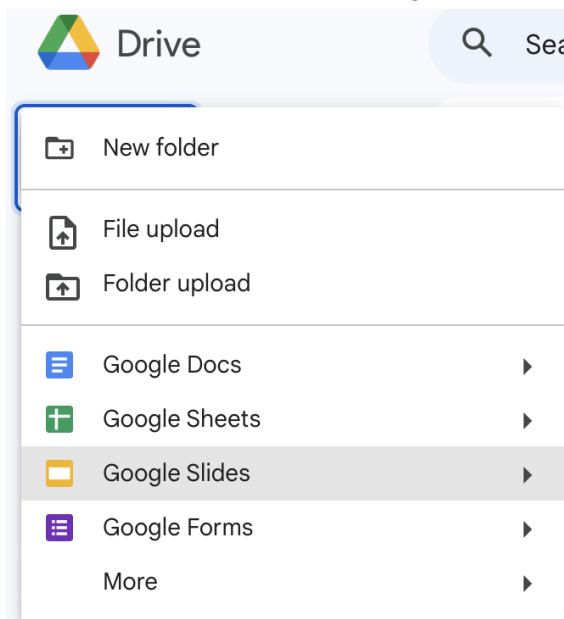 Drive
New folder
File upload
Folder upload
Google Docs
Google Sheets
Google Slides
Google Forms
More